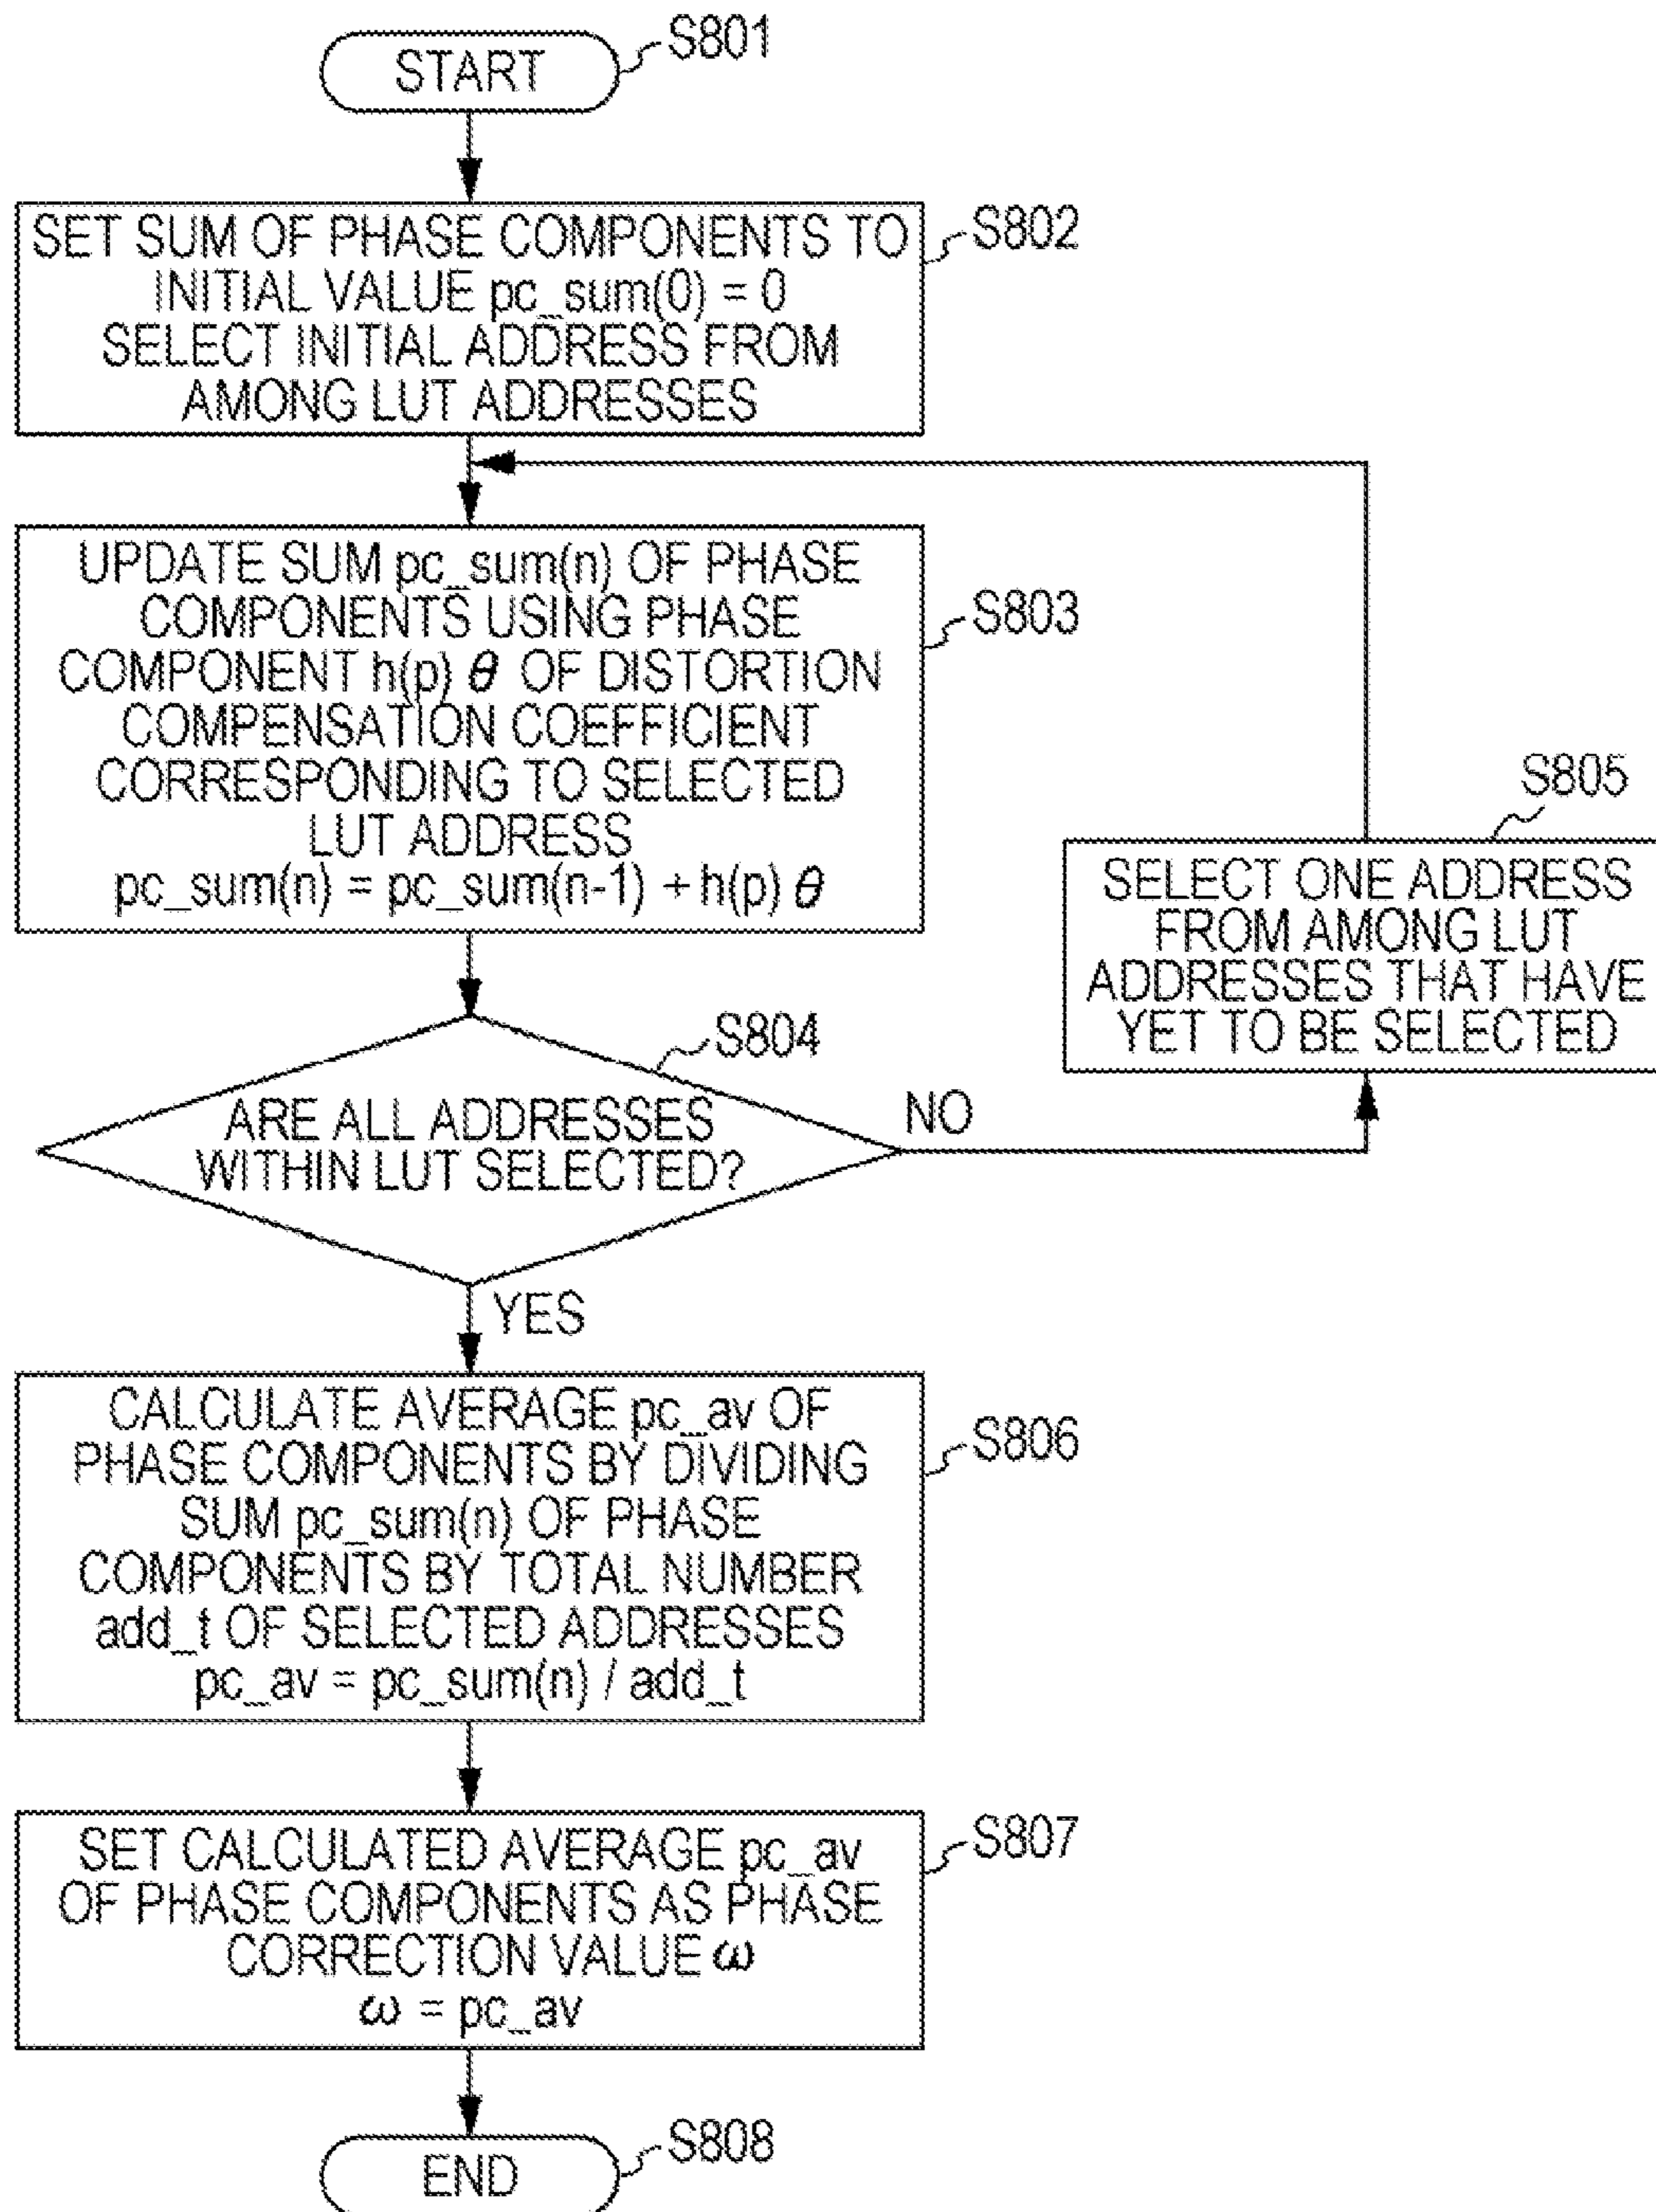 START
S801
SET SUM OF PHASE COMPONENTS TO
INITIAL VALUE pc_sum(0) = 0
SELECT INITIAL ADDRESS FROM
AMONG LUT ADDRESSES
S802
UPDATE SUM pc_sum(n) OF PHASE
COMPONENTS USING PHASE
COMPONENT h(p) θ OF DISTORTION
COMPENSATION COEFFICIENT
CORRESPONDING TO SELECTED
LUT ADDRESS
pc_sum(n) = pc_sum(n-1) + h(p) θ
S803
ARE ALL ADDRESSES
WITHIN LUT SELECTED?
S804
NO
SELECT ONE ADDRESS
FROM AMONG LUT
ADDRESSES THAT HAVE
YET TO BE SELECTED
S805
YES
CALCULATE AVERAGE pc_av OF
PHASE COMPONENTS BY DIVIDING
SUM pc_sum(n) OF PHASE
COMPONENTS BY TOTAL NUMBER
add_t OF SELECTED ADDRESSES
pc_av = pc_sum(n) / add_t
S806
SET CALCULATED AVERAGE pc_av
OF PHASE COMPONENTS AS PHASE
CORRECTION VALUE ω
ω = pc_av
S807
END
S808